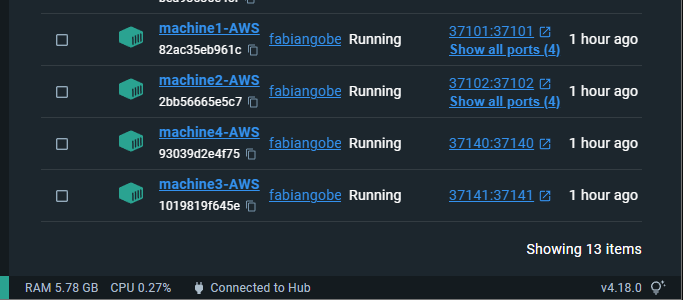 machine1-AWS
82ac35eb961c
fabiangobe
Running
37101:37101
Show all ports (4)
1 hour ago
machine2-AWS
2bb56665e5c7
fabiangobe
Running
37102:37102
Show all ports (4)
1 hour ago
machine4-AWS
93039d2e4f75
fabiangobe
Running
37140:37140
1 hour ago
machine3-AWS
1019819f645e
fabiangobe
Running
37141:37141
1 hour ago
Showing 13 items
RAM 5.78 GB CPU 0.27% Connected to Hub v4.18.0